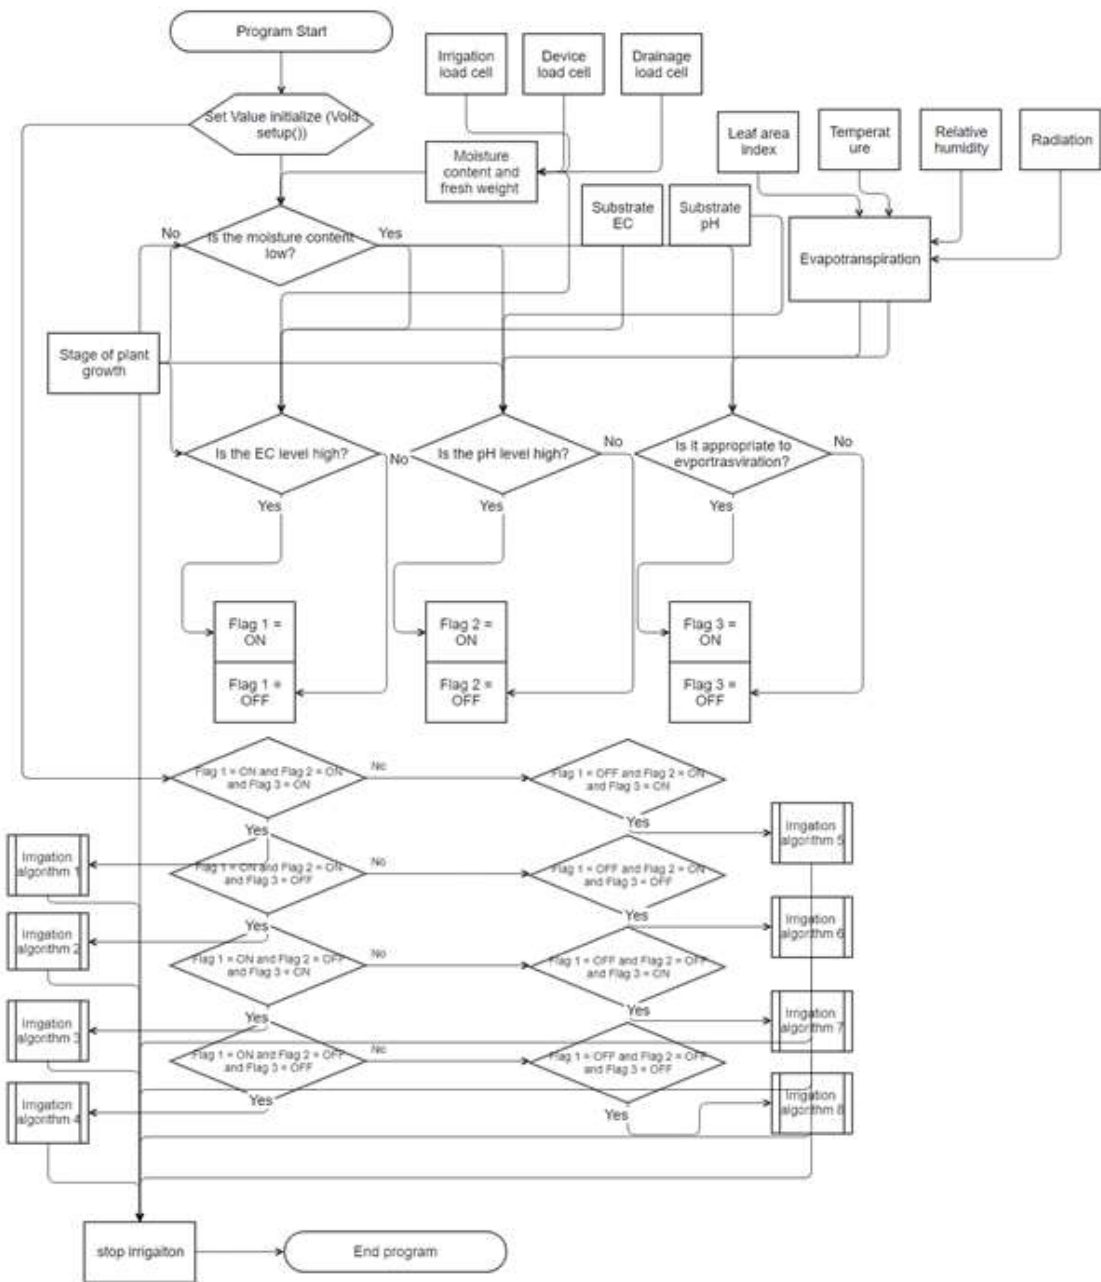 Program Start
Irrigation
load cell
Device
load cell
Drainage
load cell
Set Value initialize (Void
setup())
Leaf area
Index
Temperat
ure
Relative
humidity
Radiation
Moisture
content and
fresh weight
Substrate
EC
Substrate
pH
No
Is the moisture content
low?
Yes
Evapotranspiration
Stage of plant
growth
Is the EC level high?
No
Is the pH level high?
No
Is it appropriate to
evportrasviration?
No
Yes
Yes
Yes
Flag 1 =
ON
Flag 2 =
ON
Flag 3 =
ON
Flag 1 =
OFF
Flag 2 =
OFF
Flag 3 =
OFF
Flag 1 = ON and Flag 2 = ON
and Flag 3 = ON
No
Flag 1 = OFF and Flag 2 = ON
and Flag 3 = ON
Yes
Yes
Irrigation
algorithm 5
Irrigation
algorithm 1
Flag 1 = ON and Flag 2 = ON
and Flag 3 = OFF
No
Flag 1 = OFF and Flag 2 = ON
and Flag 3 = OFF
Yes
Yes
Irrigation
algorithm 6
Irrigation
algorithm 2
Flag 1 = ON and Flag 2 = OFF
and Flag 3 = ON
No
Flag 1 = OFF and Flag 2 = OFF
and Flag 3 = ON
Yes
Yes
Irrigation
algorithm 7
Irrigation
algorithm 3
Flag 1 = ON and Flag 2 = OFF
and Flag 3 = OFF
No
Flag 1 = OFF and Flag 2 = OFF
and Flag 3 = OFF
Yes
Yes
Irrigation
algorithm 8
Irrigation
algorithm 4
stop irrigaiton
End program